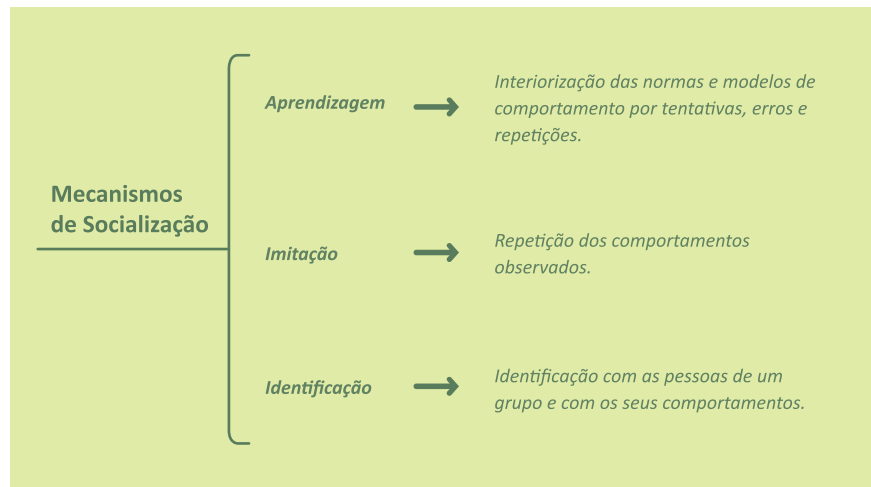 Mecanismos
de Socialização
Aprendizagem
Interiorização das normas e modelos de
comportamento por tentativas, erros e
repetições.
Imitação
Repetição dos comportamentos
observados.
Identificação
Identificação com as pessoas de um
grupo e com os seus comportamentos.